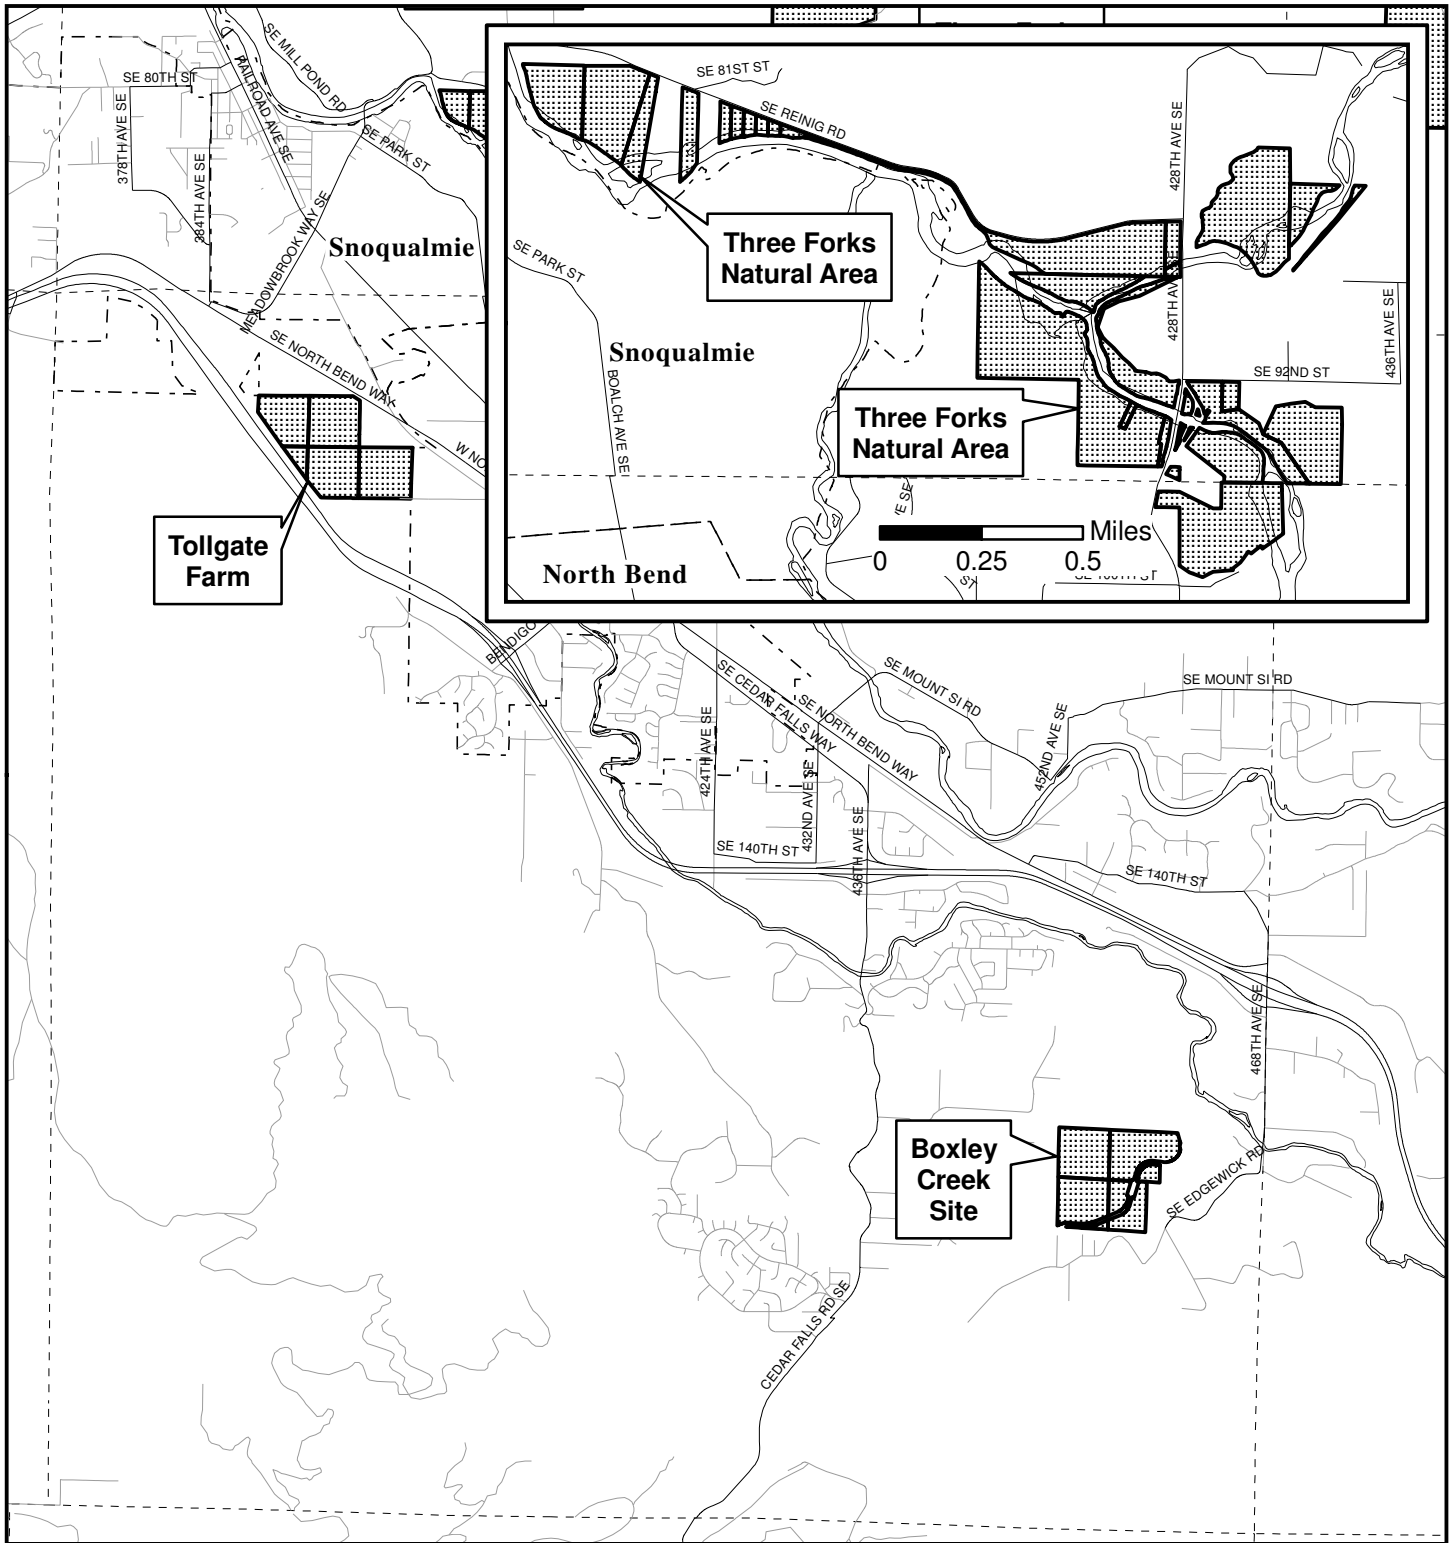 SE MILL POND RD
RAILROAD AVE SE
SE 80TH ST
378TH AVE SE
384TH AVE SE
SE PARK ST
MEADOWBROOK WAY SE
Snoqualmie
SE NORTH BEND WAY
W NO
Tollgate
Farm
SE 81ST ST
SE REINIG RD
428TH AVE SE
Three Forks
Natural Area
SE PARK ST
428TH AVE SE
436TH AVE SE
Snoqualmie
BOALCH AVE SE
SE 92ND ST
Three Forks
Natural Area
VE SE
Miles
0 0.25 0.5
North Bend
ST
BENDIGO
SE CEDAR FALLS WAY
SE NORTH BEND WAY
SE MOUNT SI RD
SE MOUNT SI RD
424TH AVE SE
432ND AVE SE
452ND AVE SE
436TH AVE SE
SE 140TH ST
SE 140TH ST
468TH AVE SE
Boxley
Creek
Site
SE EDGEWICK RD
CEDAR FALLS RD SE